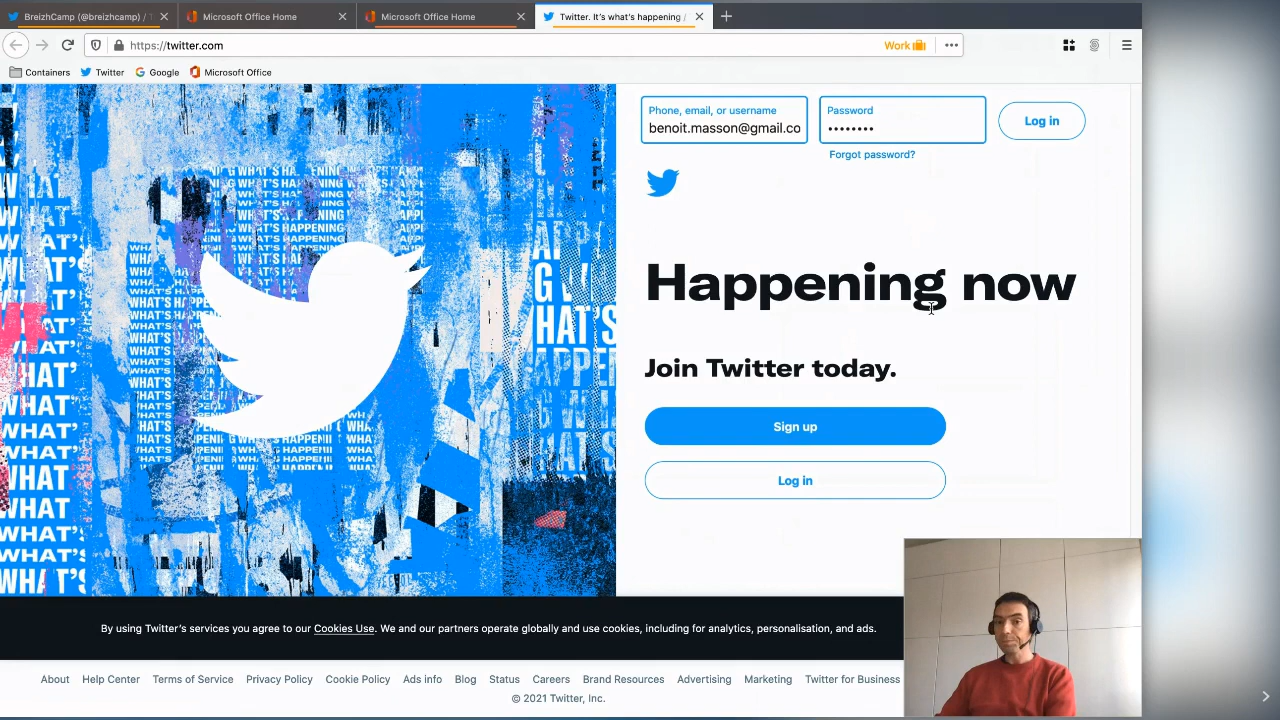 BreizhCamp (@breizhcamp) / T
Microsoft Office Home
Microsoft Office Home
Twitter. It's what's happening /
https://twitter.com
Work
Containers
Twitter
Google
Microsoft Office
Phone, email, or username
benoit.masson@gmail.co
Password
••••••••
Log in
Forgot password?
Happening now
Join Twitter today.
Sign up
Log in
By using Twitter's services you agree to our Cookies Use. We and our partners operate globally and use cookies, including for analytics, personalisation, and ads.
About Help Center Terms of Service Privacy Policy Cookie Policy Ads info Blog Status Careers Brand Resources Advertising Marketing Twitter for Business
© 2021 Twitter, Inc.